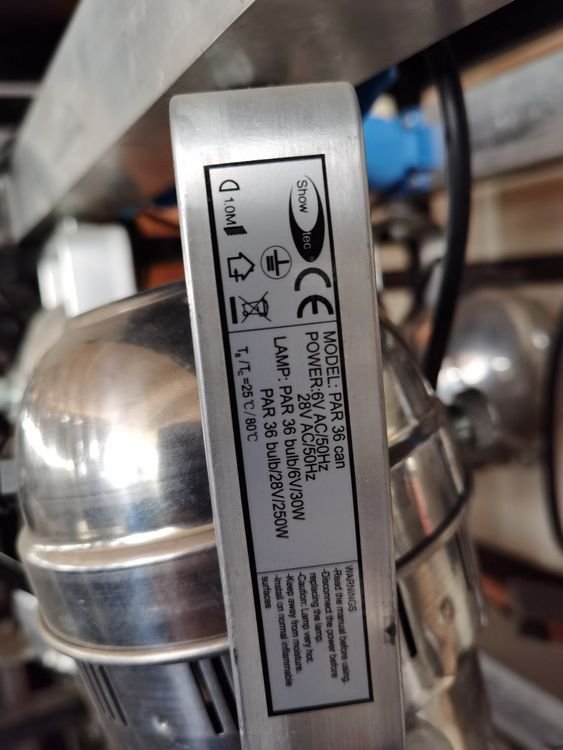 Show
tec
CE
1.0M
MODEL: PAR 36 can
POWER:6V AC/50Hz
28V AC/50Hz
LAMP: PAR 36 bulb/6V/30W
PAR 36 bulb/28V/250W
Ta /Tc =25℃/80℃
WARNINGS:
-Read the manual before using.
-Disconnect the power before
replacing the lamp.
-Caution: Lamp very hot.
-Keep away from moisture.
-Install on normal inflammable
surfaces